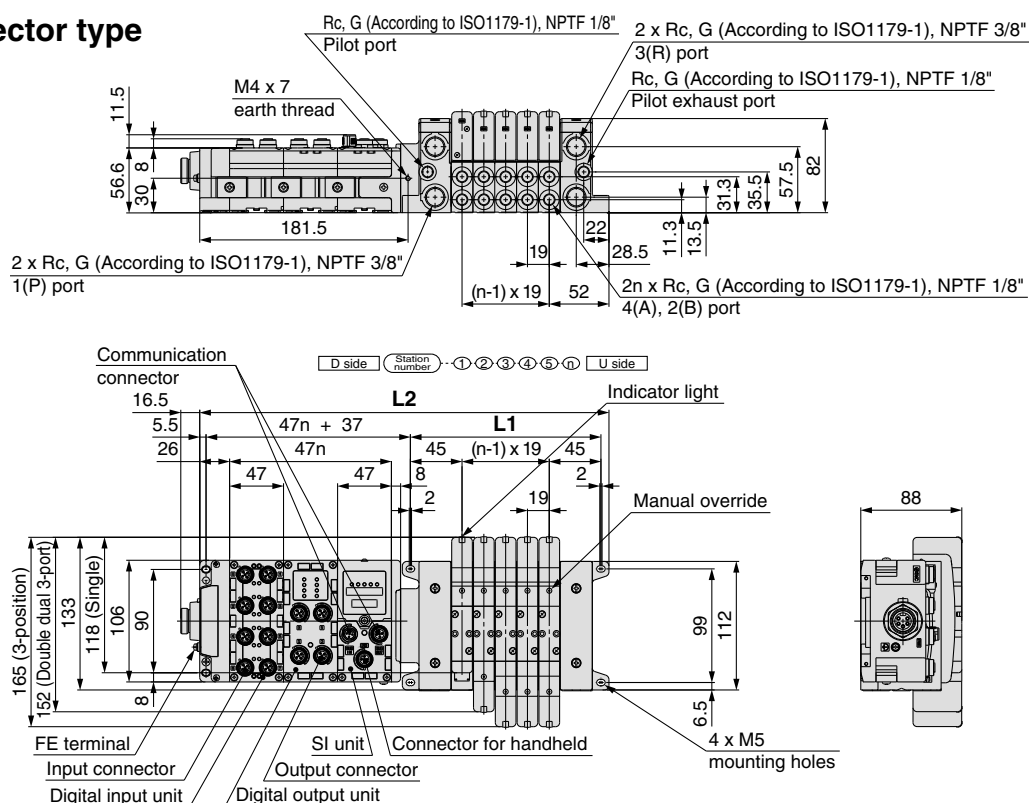 ector type
Rc, G (According to ISO1179-1), NPTF 1/8"
Pilot port
2 x Rc, G (According to ISO1179-1), NPTF 3/8"
3(R) port
M4 x 7
earth thread
Rc, G (According to ISO1179-1), NPTF 1/8"
Pilot exhaust port
11.5
8
56.6
30
181.5
82
57.5
35.5
31.3
13.5
11.3
22
19
28.5
(n-1) x 19
52
2 x Rc, G (According to ISO1179-1), NPTF 3/8"
1(P) port
2n x Rc, G (According to ISO1179-1), NPTF 1/8"
4(A), 2(B) port
Communication
connector
D side
Station
number
1 2 3 4 5 n
U side
Indicator light
16.5
L2
5.5
47n + 37
L1
26
47n
45
(n-1) x 19
45
47
47
8
2
19
2
Manual override
88
165 (3-position)
152 (Double dual 3-port)
133
118 (Single)
106
90
8
99
112
6.5
FE terminal
SI unit
Connector for handheld
4 x M5
mounting holes
Input connector
Output connector
Digital input unit
Digital output unit